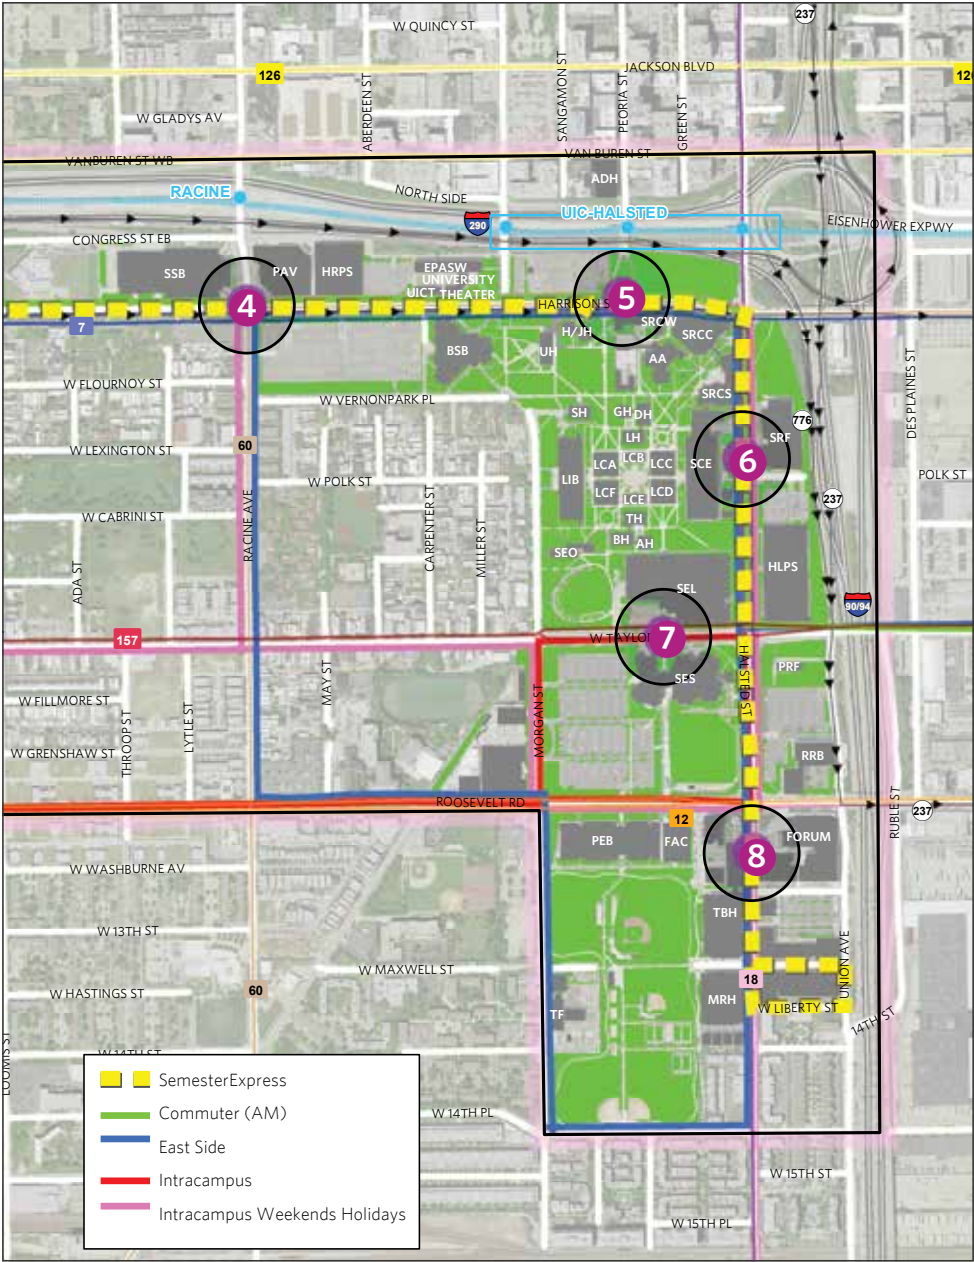 W QUINCY ST
237
JACKSON BLVD
126
ABERDEEN ST
SANGAMON ST
PEORIA ST
GREEN ST
W GLADYS AV
VANBUREN ST WB
VAN BUREN ST
ADH
RACINE
NORTH SIDE
290
UIC-HALSTED
EISENHOWER EXPWY
CONGRESS ST EB
SSB
PAV
HRPS
EPASW
UNIVERSITY
UICT THEATER
4
HARRISON S
5
7
H/JH
SRCW
SRCC
BSB
UH
AA
DESPLAINES ST
W FLOURNOY ST
W VERNONPARK PL
SRCS
SH
GH
DH
776
60
LH
SRF
W LEXINGTON ST
LCB
LCA
LCC
SCE
6
W POLK ST
LIB
POLK ST
LCF
LCE
LCD
237
W CABRINI ST
TH
RACINE AVE
CARPENTER ST
MILLER ST
BH
AH
SEO
ADA ST
HLPS
SEL
90/94
157
W TAYLO
7
HALSTED ST
PRF
SES
MAY ST
W FILLMORE ST
THROOP ST
LYTLE ST
MORGAN ST
W GRENSHAW ST
RRB
ROOSEVELT RD
RUBLE ST
237
12
PEB
FAC
FORUM
8
W WASHBURNE AV
TBH
W 13TH ST
UNION AVE
W MAXWELL ST
18
W HASTINGS ST
60
MRH
W LIBERTY ST
TF
14TH ST
LOOMIS ST
W 14TH ST
SemesterExpress
Commuter (AM)
W 14TH PL
East Side
W 15TH ST
Intracampus
Intracampus Weekends Holidays
W 15TH PL